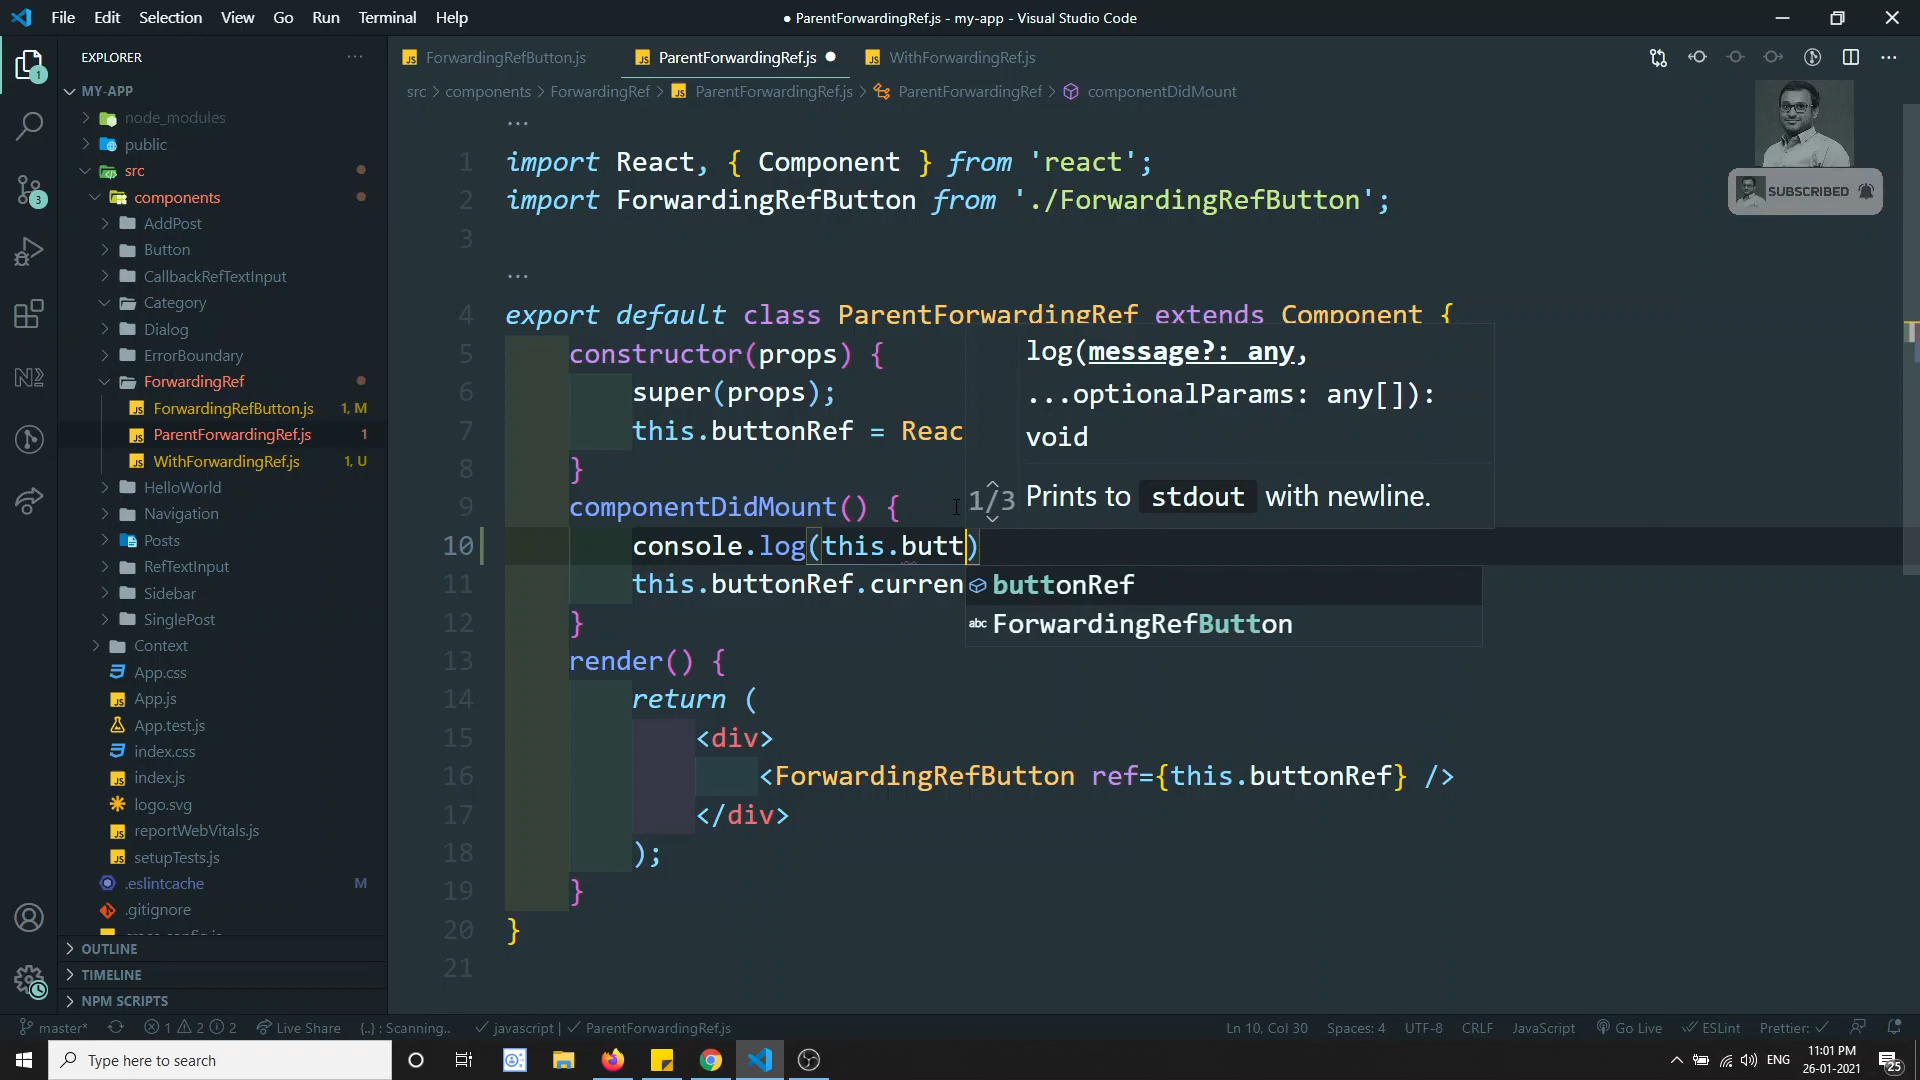 File Edit Selection View Go Run Terminal Help
● ParentForwardingRef.js - my-app - Visual Studio Code
EXPLORER
ForwardingRefButton.js
ParentForwardingRef.js
WithForwardingRef.js
src > components > ForwardingRef > ParentForwardingRef.js > ParentForwardingRef > componentDidMount
MY-APP
node_modules
public
src
components
AddPost
Button
CallbackRefTextInput
Category
Dialog
ErrorBoundary
ForwardingRef
ForwardingRefButton.js 1, M
ParentForwardingRef.js 1
WithForwardingRef.js 1, U
HelloWorld
Navigation
Posts
RefTextInput
Sidebar
SinglePost
Context
App.css
App.js
App.test.js
index.css
index.js
logo.svg
reportWebVitals.js
setupTests.js
.eslintcache M
.gitignore
OUTLINE
TIMELINE
NPM SCRIPTS
1 import React, { Component } from 'react';
2 import ForwardingRefButton from './ForwardingRefButton';
3
4 export default class ParentForwardingRef extends Component {
5 constructor(props) {
6 super(props);
7 this.buttonRef = Reac
8 }
9 componentDidMount() {
10 console.log(this.butt)
11 this.buttonRef.curren
12 }
13 render() {
14 return (
15 <div>
16 <ForwardingRefButton ref={this.buttonRef} />
17 </div>
18 );
19 }
20 }
21
log(message?: any,
...optionalParams: any[]):
void
1/3 Prints to stdout with newline.
buttonRef
abc ForwardingRefButton
SUBSCRIBED
1
3
master* 1 2 2 Live Share {..} : Scanning.. javascript | ParentForwardingRef.js
Ln 10, Col 30 Spaces: 4 UTF-8 CRLF JavaScript Go Live ESLint Prettier:
Type here to search
ENG
11:01 PM
26-01-2021
25